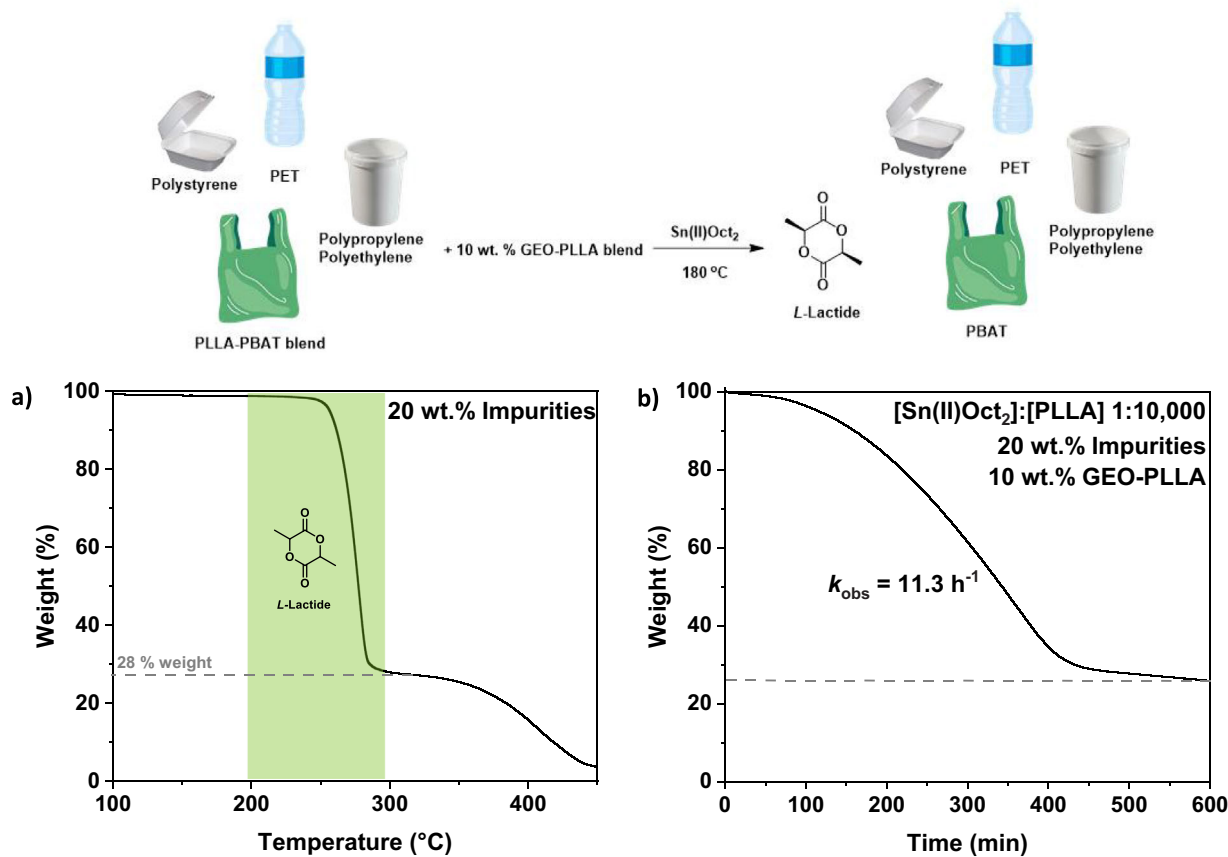 Polystyrene
PET
Polypropylene
Polyethylene
PLLA-PBAT blend
+ 10 wt. % GEO-PLLA blend
Sn(II)Oct₂
180 °C
O
O
O
O
L-Lactide
Polystyrene
PET
Polypropylene
Polyethylene
PBAT
a)
20 wt.% Impurities
100
80
60
40
20
0
Weight (%)
O
O
O
O
L-Lactide
28 % weight
100
200
300
400
Temperature (°C)
b)
[Sn(II)Oct₂]:[PLLA] 1:10,000
20 wt.% Impurities
10 wt.% GEO-PLLA
100
80
60
40
20
0
Weight (%)
kobs = 11.3 h⁻¹
0
100
200
300
400
500
600
Time (min)